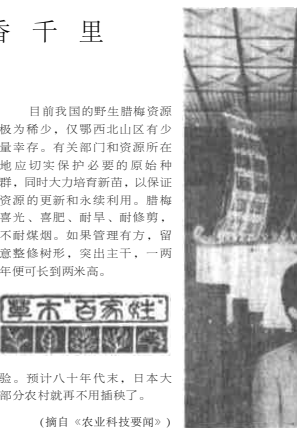 香千里
目前我国的野生腊梅资源
极为稀少，仅鄂西北山区有少
量幸存。有关部门和资源所在
地应切实保护必要的原始种
群，同时大力培育新苗，以保证
资源的更新和永续利用。腊梅
喜光、喜肥、耐旱、耐修剪，
不耐煤烟。如果管理有方，留
意整修树形，突出主干，一两
年便可长到两米高。
草木“百家姓”
验。预计八十年代末，日本大
部分农村就再不用插秧了。
(摘自《农业科技要闻》)